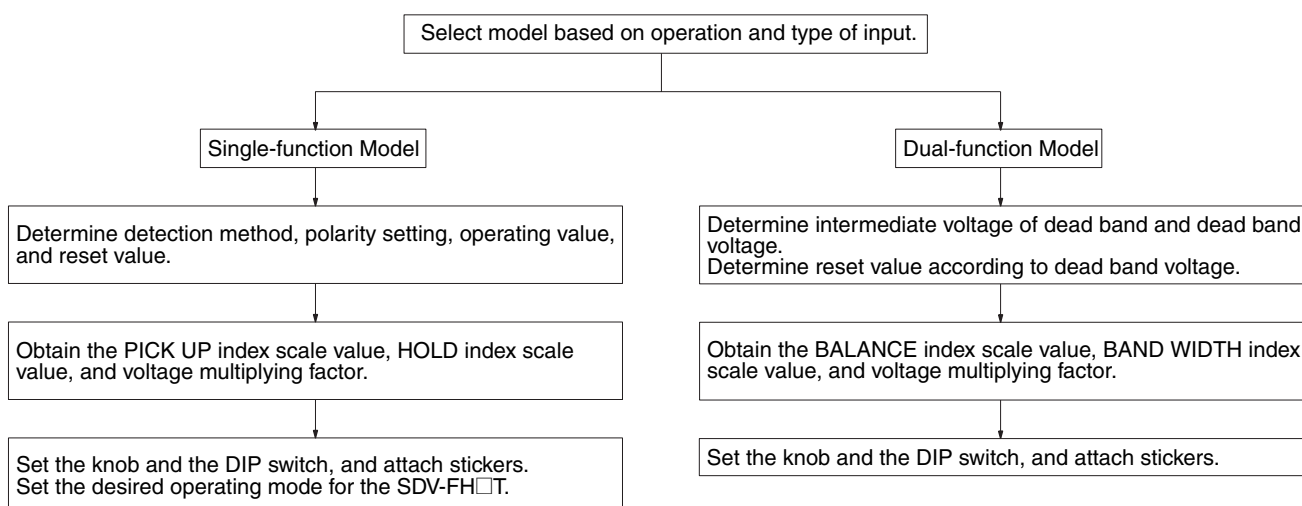 Select model based on operation and type of input.
Single-function Model
Dual-function Model
Determine detection method, polarity setting, operating value,
and reset value.
Determine intermediate voltage of dead band and dead band
voltage.
Determine reset value according to dead band voltage.
Obtain the PICK UP index scale value, HOLD index scale
value, and voltage multiplying factor.
Obtain the BALANCE index scale value, BAND WIDTH index
scale value, and voltage multiplying factor.
Set the knob and the DIP switch, and attach stickers.
Set the desired operating mode for the SDV-FH□T.
Set the knob and the DIP switch, and attach stickers.